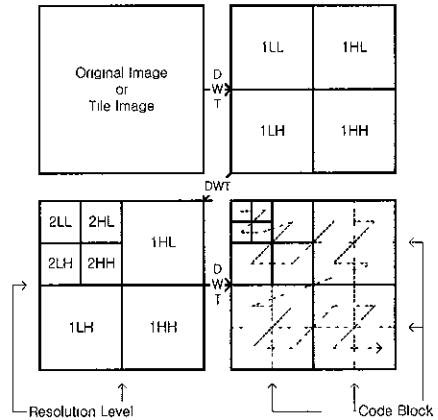 Original Image
or
Tile Image
D
W
T
1LL
1HL
1LH
1HH
DWT
2LL
2HL
2LH
2HH
1HL
1LH
1HH
D
W
T
Resolution Level
Code Block